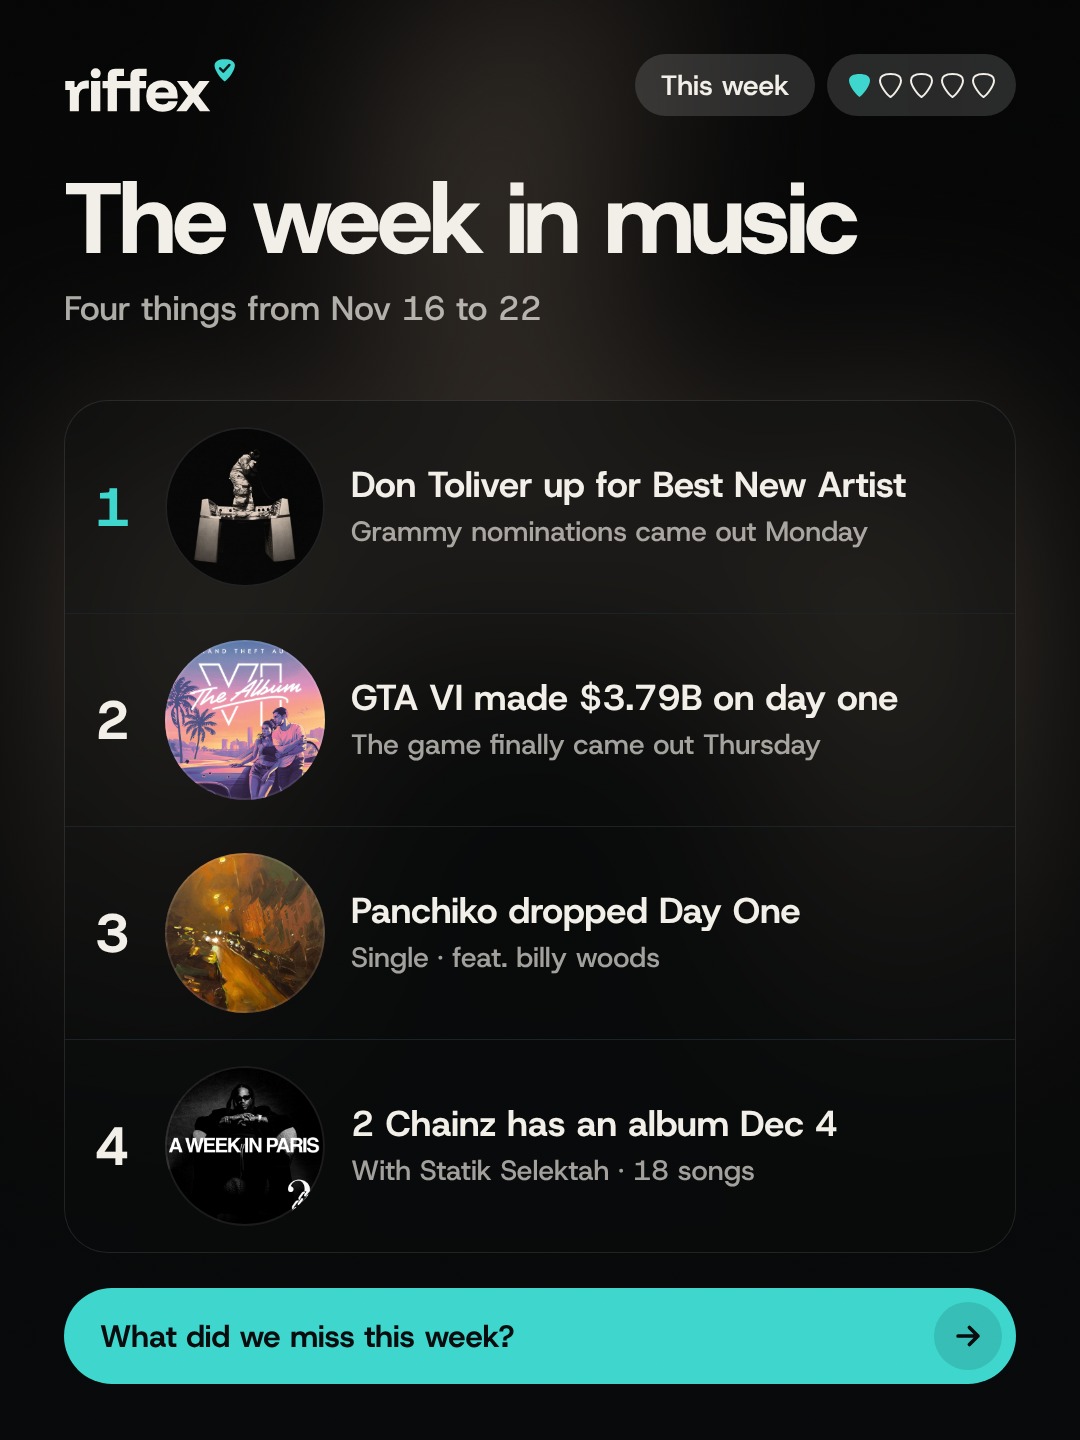 riffex
This week
The week in music
Four things from Nov 16 to 22
1
Don Toliver up for Best New Artist
Grammy nominations came out Monday
AND THEFT AU
VI
The Album
2
GTA VI made $3.79B on day one
The game finally came out Thursday
3
Panchiko dropped Day One
Single · feat. billy woods
A WEEK IN PARIS
2
4
2 Chainz has an album Dec 4
With Statik Selektah · 18 songs
What did we miss this week?